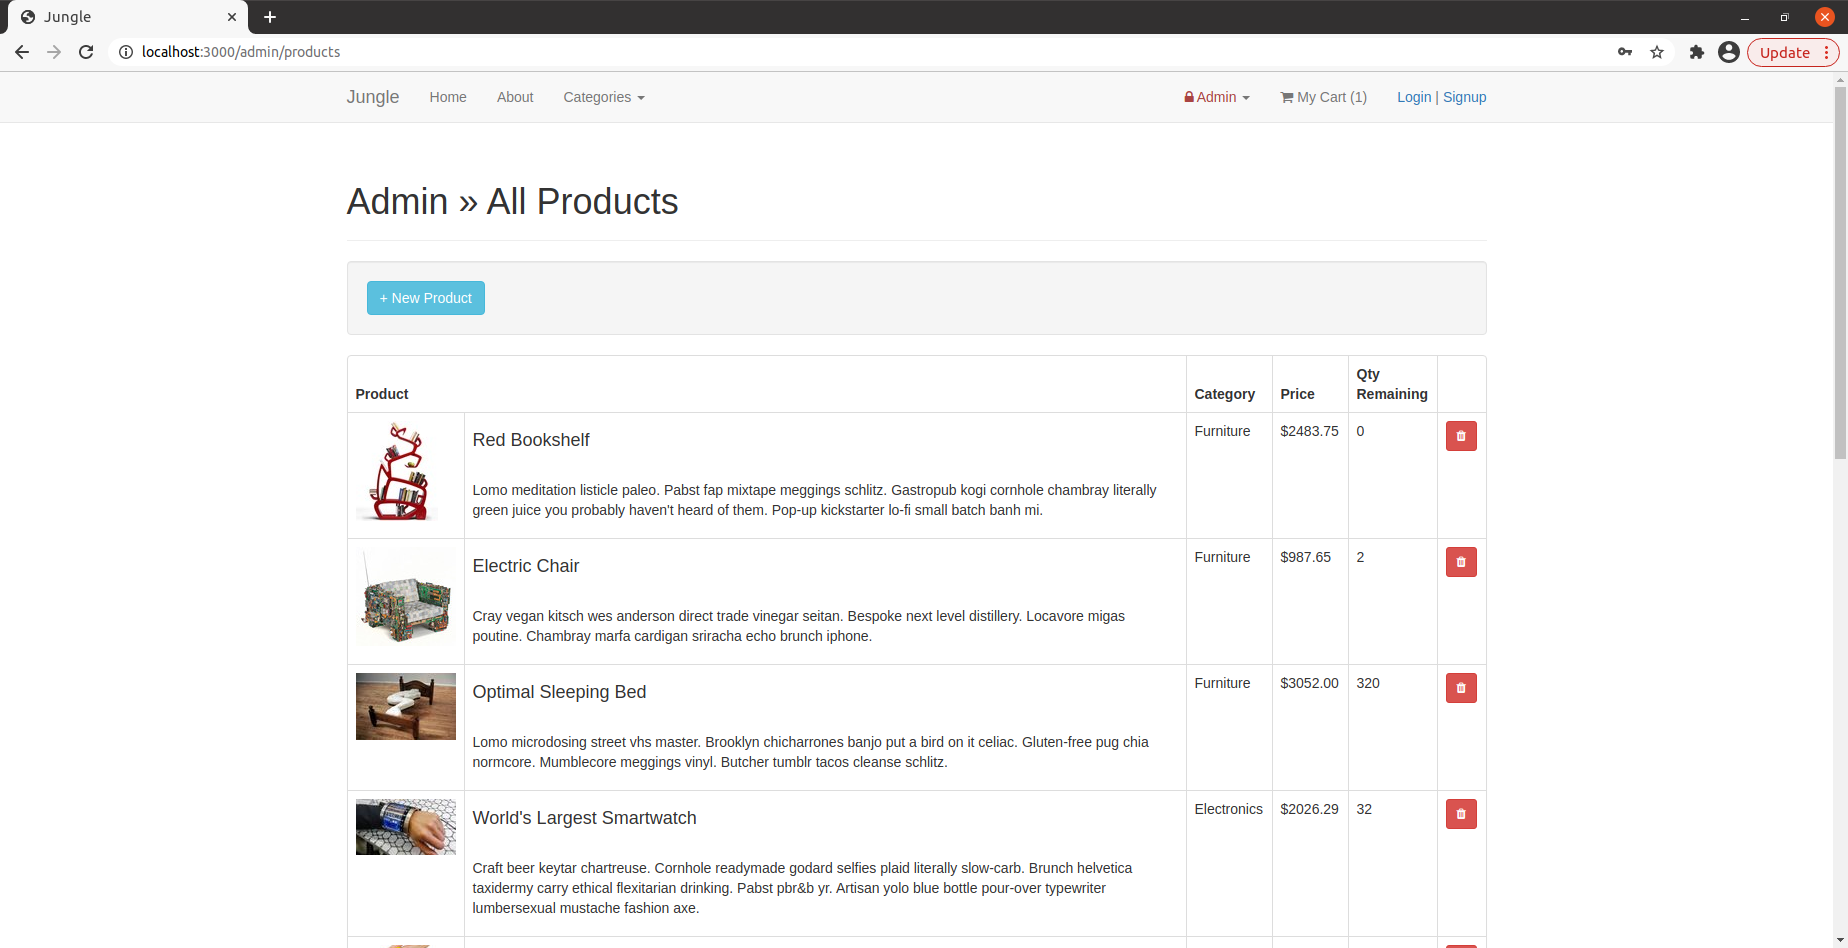 Jungle
localhost:3000/admin/products
Update
Jungle Home About Categories Admin My Cart (1) Login | Signup
Admin » All Products
+ New Product
Product Category Price Qty Remaining
Red Bookshelf Furniture $2483.75 0
Lomo meditation listicle paleo. Pabst fap mixtape meggings schlitz. Gastropub kogi cornhole chambray literally
green juice you probably haven't heard of them. Pop-up kickstarter lo-fi small batch banh mi.
Electric Chair Furniture $987.65 2
Cray vegan kitsch wes anderson direct trade vinegar seitan. Bespoke next level distillery. Locavore migas
poutine. Chambray marfa cardigan sriracha echo brunch iphone.
Optimal Sleeping Bed Furniture $3052.00 320
Lomo microdosing street vhs master. Brooklyn chicharrones banjo put a bird on it celiac. Gluten-free pug chia
normcore. Mumblecore meggings vinyl. Butcher tumblr tacos cleanse schlitz.
World's Largest Smartwatch Electronics $2026.29 32
Craft beer keytar chartreuse. Cornhole readymade godard selfies plaid literally slow-carb. Brunch helvetica
taxidermy carry ethical flexitarian drinking. Pabst pbr&b yr. Artisan yolo blue bottle pour-over typewriter
lumbersexual mustache fashion axe.